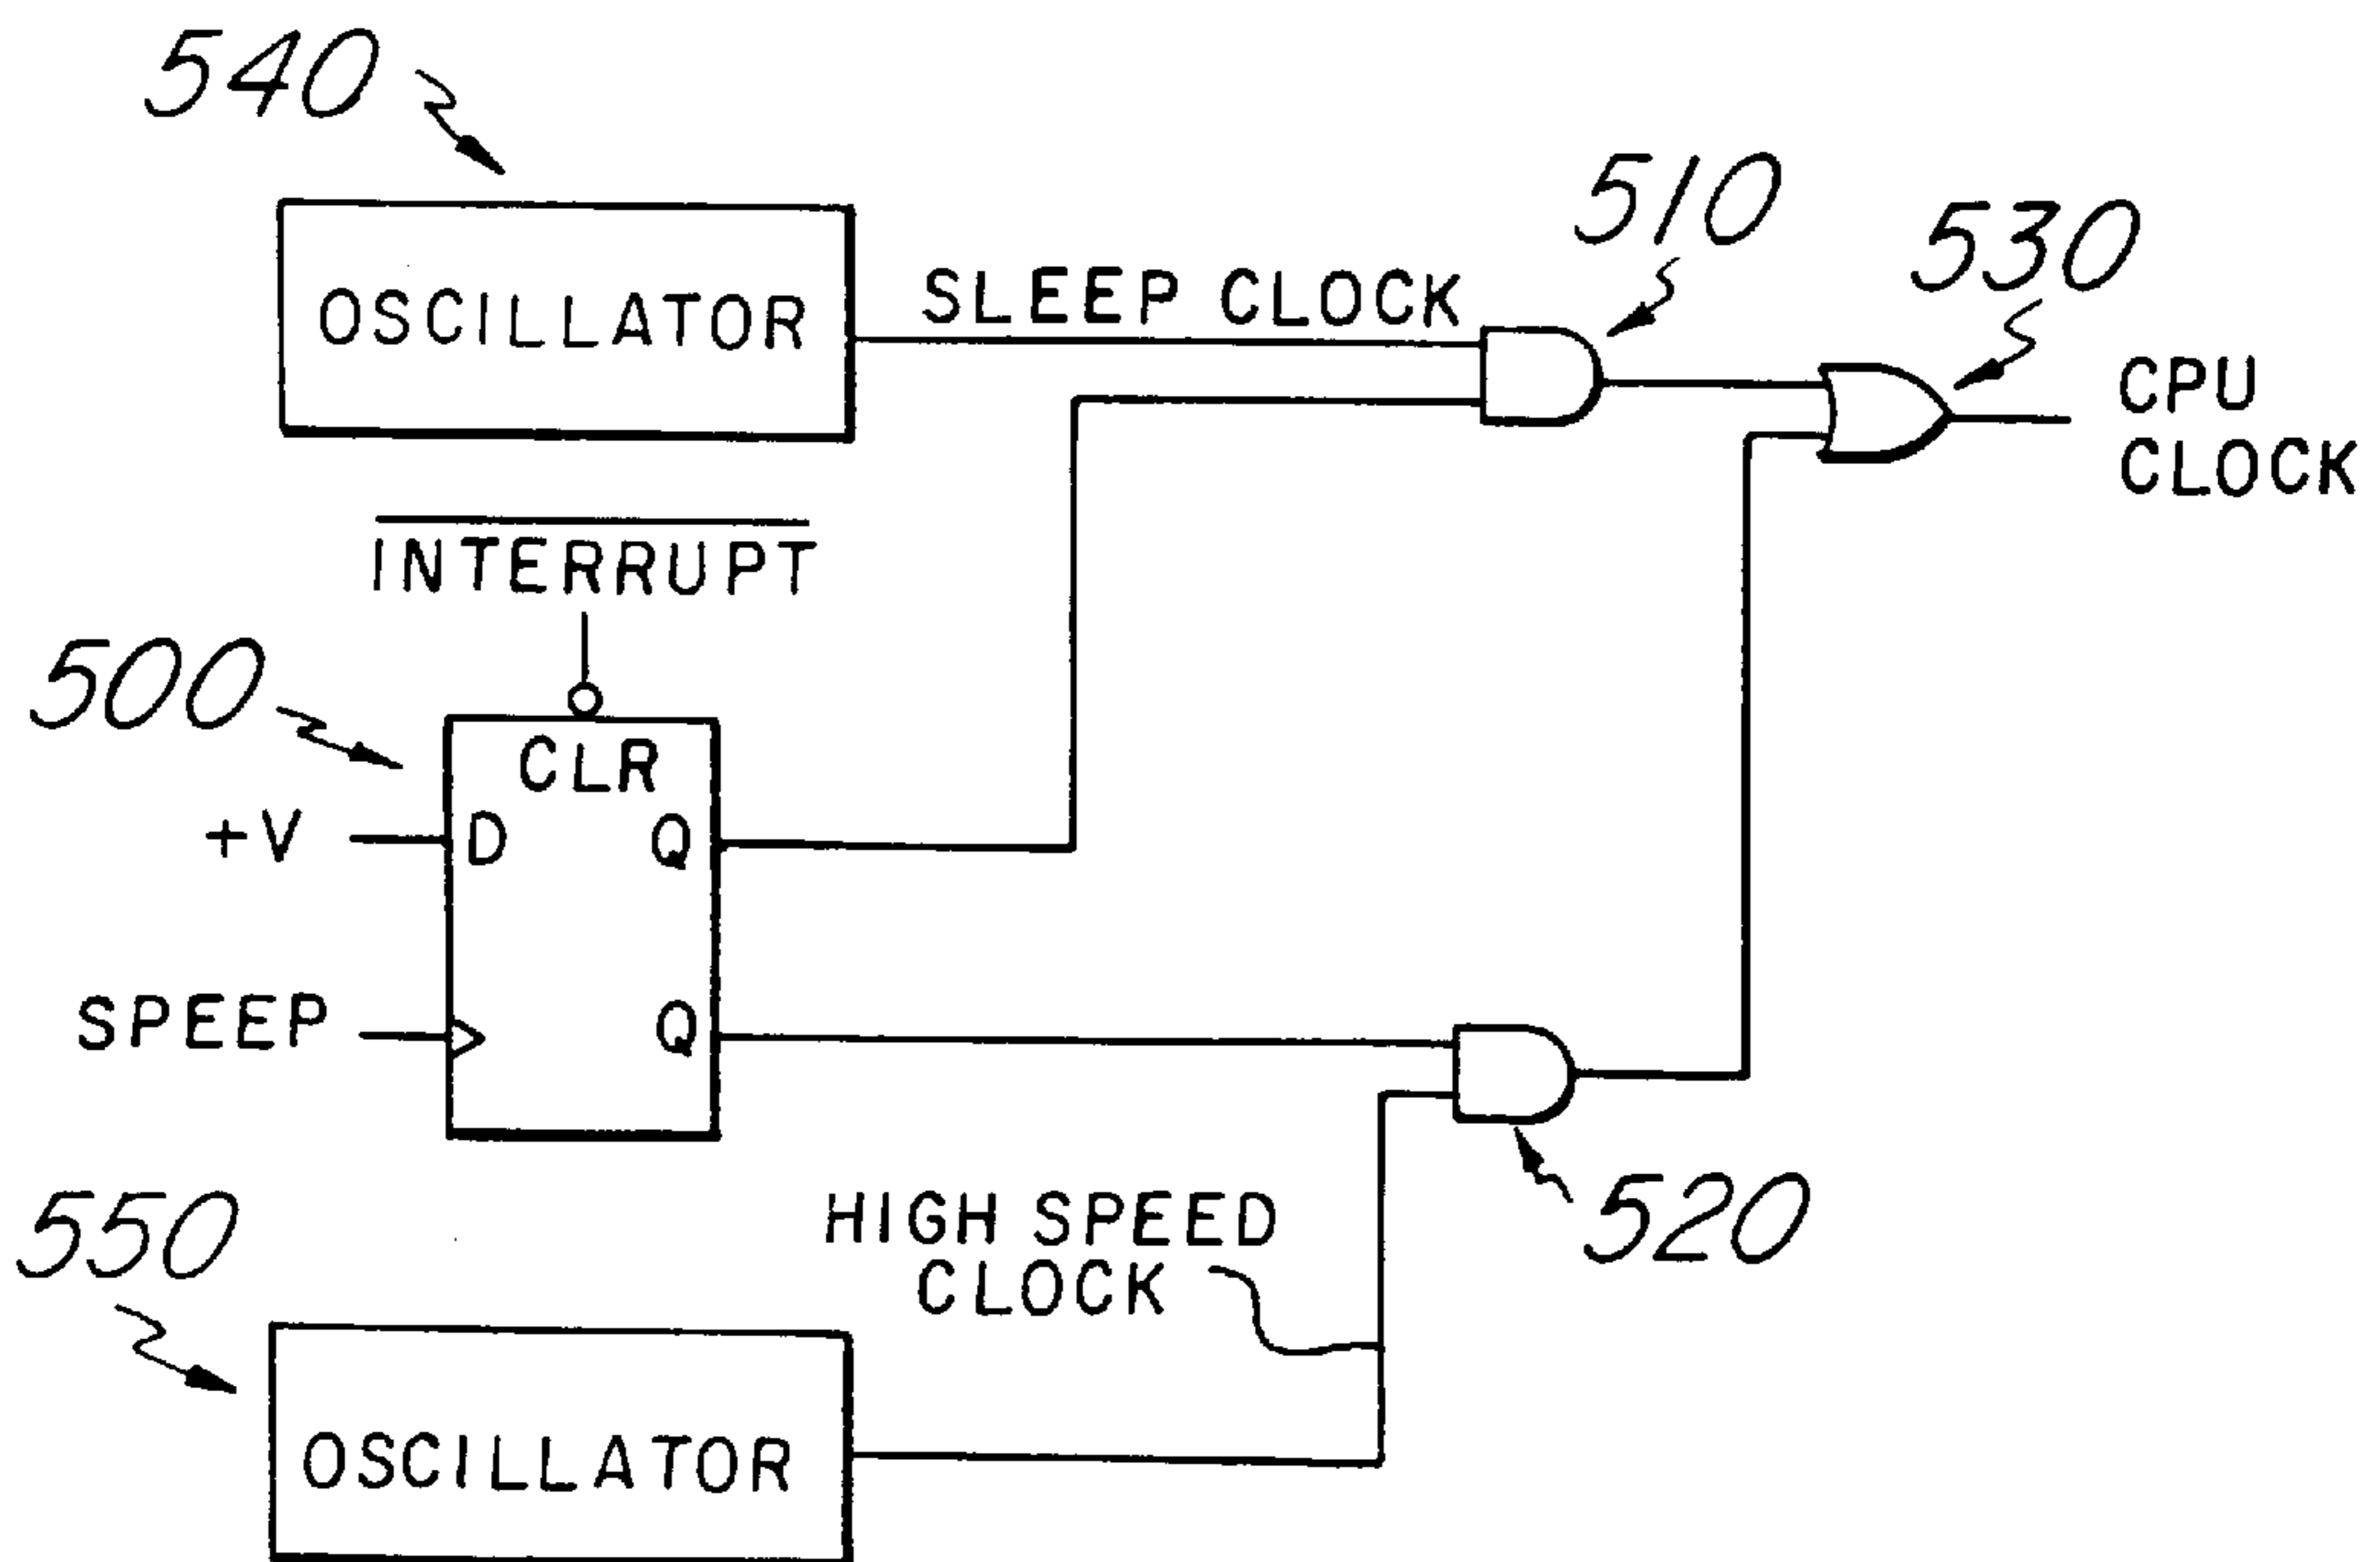 540
OSCILLATOR
SLEEP CLOCK
510
530
CPU
CLOCK
INTERRUPT
500
CLR
+V
D
Q
SPEEP
Q
520
HIGH SPEED
CLOCK
550
OSCILLATOR